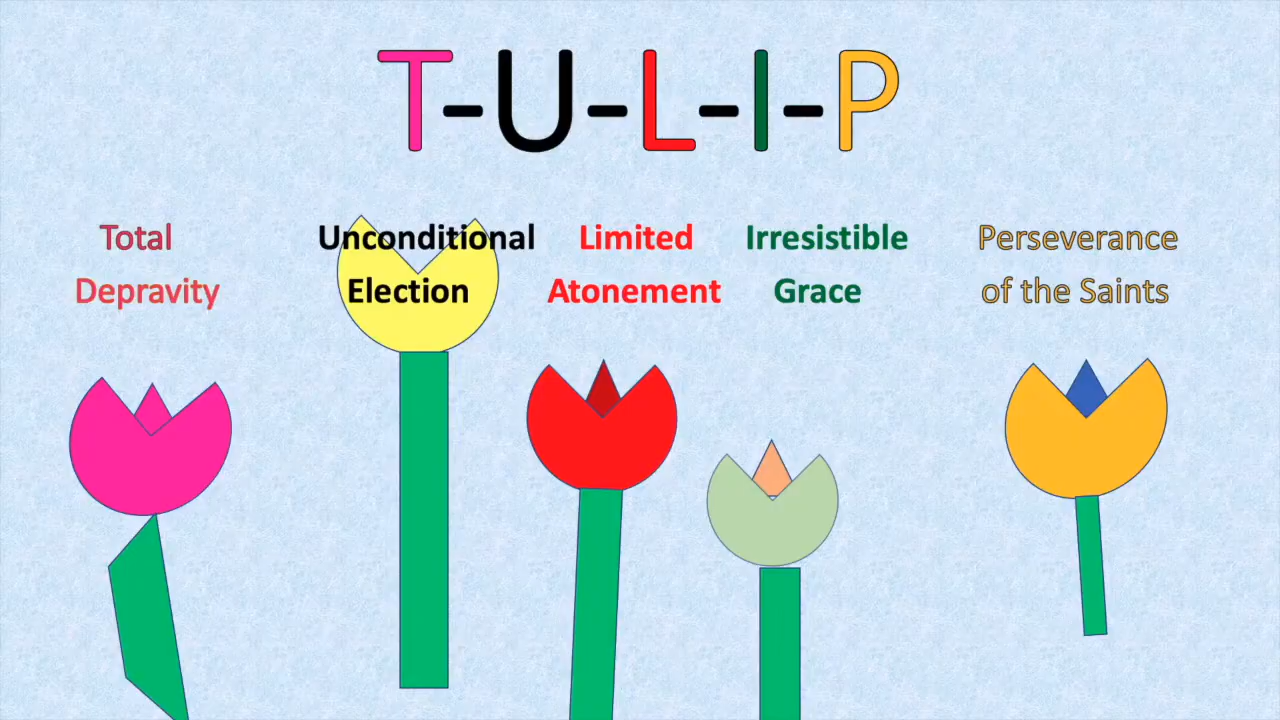 T-U-L-I-P
Total
Depravity
Unconditional
Election
Limited
Atonement
Irresistible
Grace
Perseverance
of the Saints